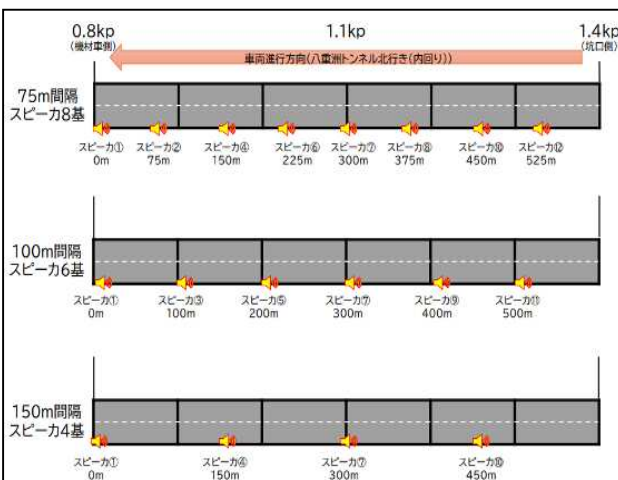 0.8kp 1.1kp 1.4kp
(機材車側) (坑口側)
車両進行方向(八重洲トンネル北行き(内回り))
75m間隔
スピーカ8基
スピーカ① スピーカ② スピーカ④ スピーカ⑥ スピーカ⑦ スピーカ⑧ スピーカ⑩ スピーカ⑫
0m 75m 150m 225m 300m 375m 450m 525m
100m間隔
スピーカ6基
スピーカ① スピーカ③ スピーカ⑤ スピーカ⑦ スピーカ⑨ スピーカ⑪
0m 100m 200m 300m 400m 500m
150m間隔
スピーカ4基
スピーカ① スピーカ④ スピーカ⑦ スピーカ⑩
0m 150m 300m 450m